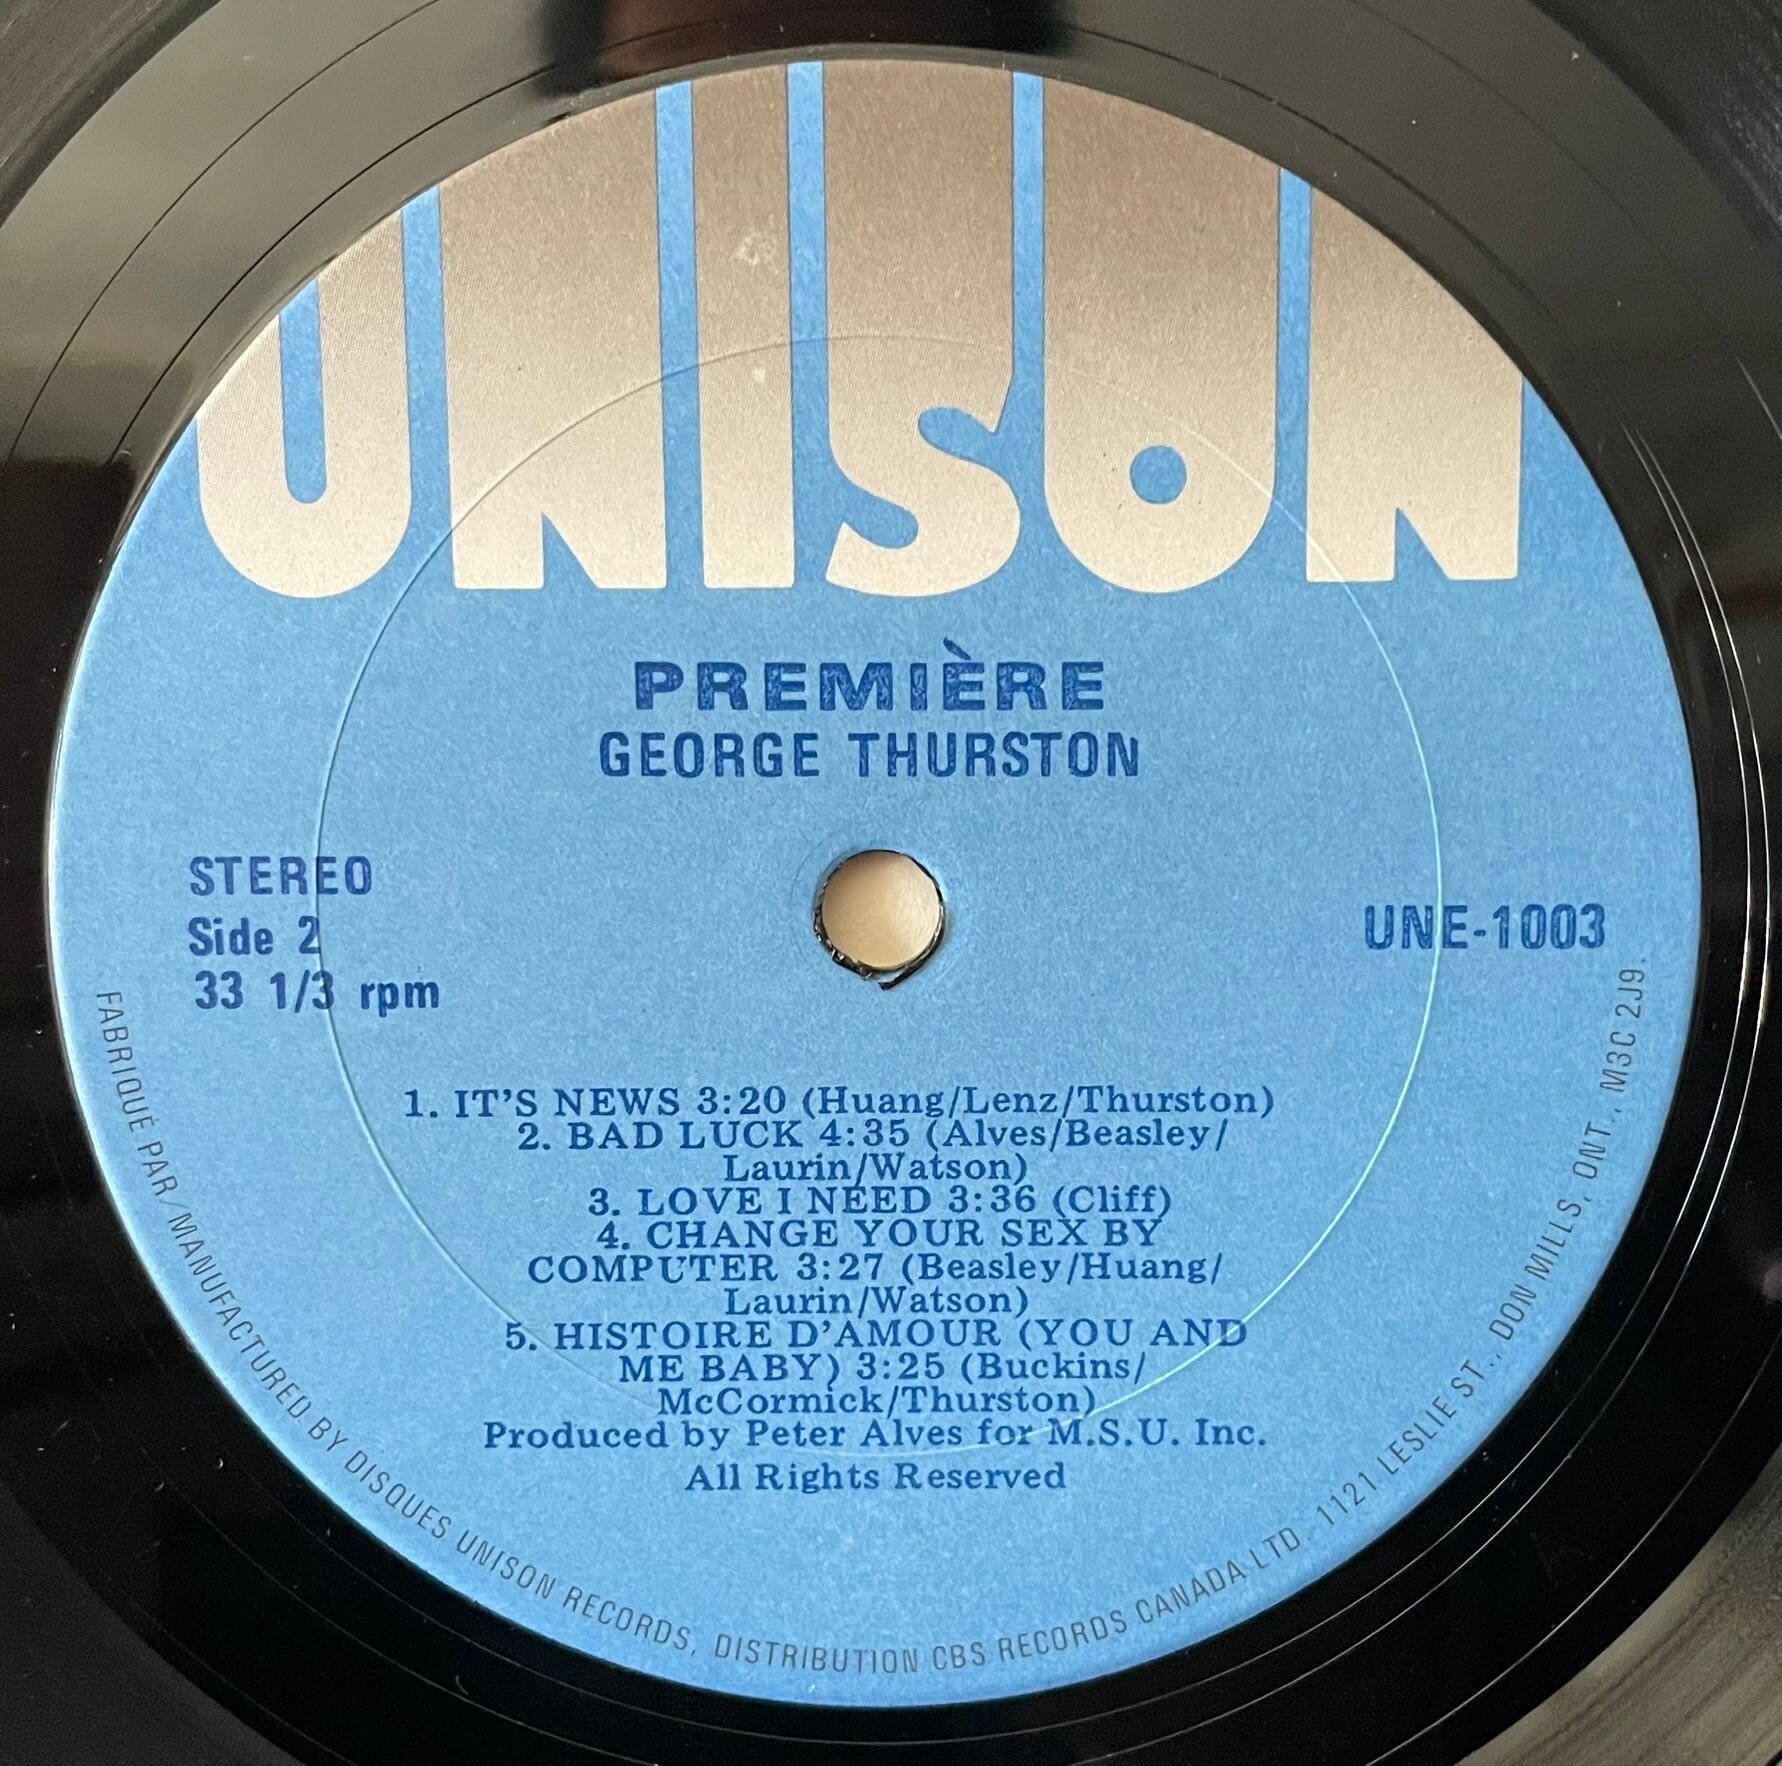 UNISON
PREMIÈRE
GEORGE THURSTON
STEREO
Side 2
33 1/3 rpm
UNE-1003
1. IT'S NEWS 3:20 (Huang/Lenz/Thurston)
2. BAD LUCK 4:35 (Alves/Beasley/
Laurin/Watson)
3. LOVE I NEED 3:36 (Cliff)
4. CHANGE YOUR SEX BY
COMPUTER 3:27 (Beasley/Huang/
Laurin/Watson)
5. HISTOIRE D'AMOUR (YOU AND
ME BABY) 3:25 (Buckins/
McCormick/Thurston)
Produced by Peter Alves for M.S.U. Inc.
All Rights Reserved
FABRIQUÉ PAR/MANUFACTURED BY DISQUES UNISON RECORDS, DISTRIBUTION CBS RECORDS CANADA LTD. 1121 LESLIE ST., DON MILLS, ONT., M3C 2J9.